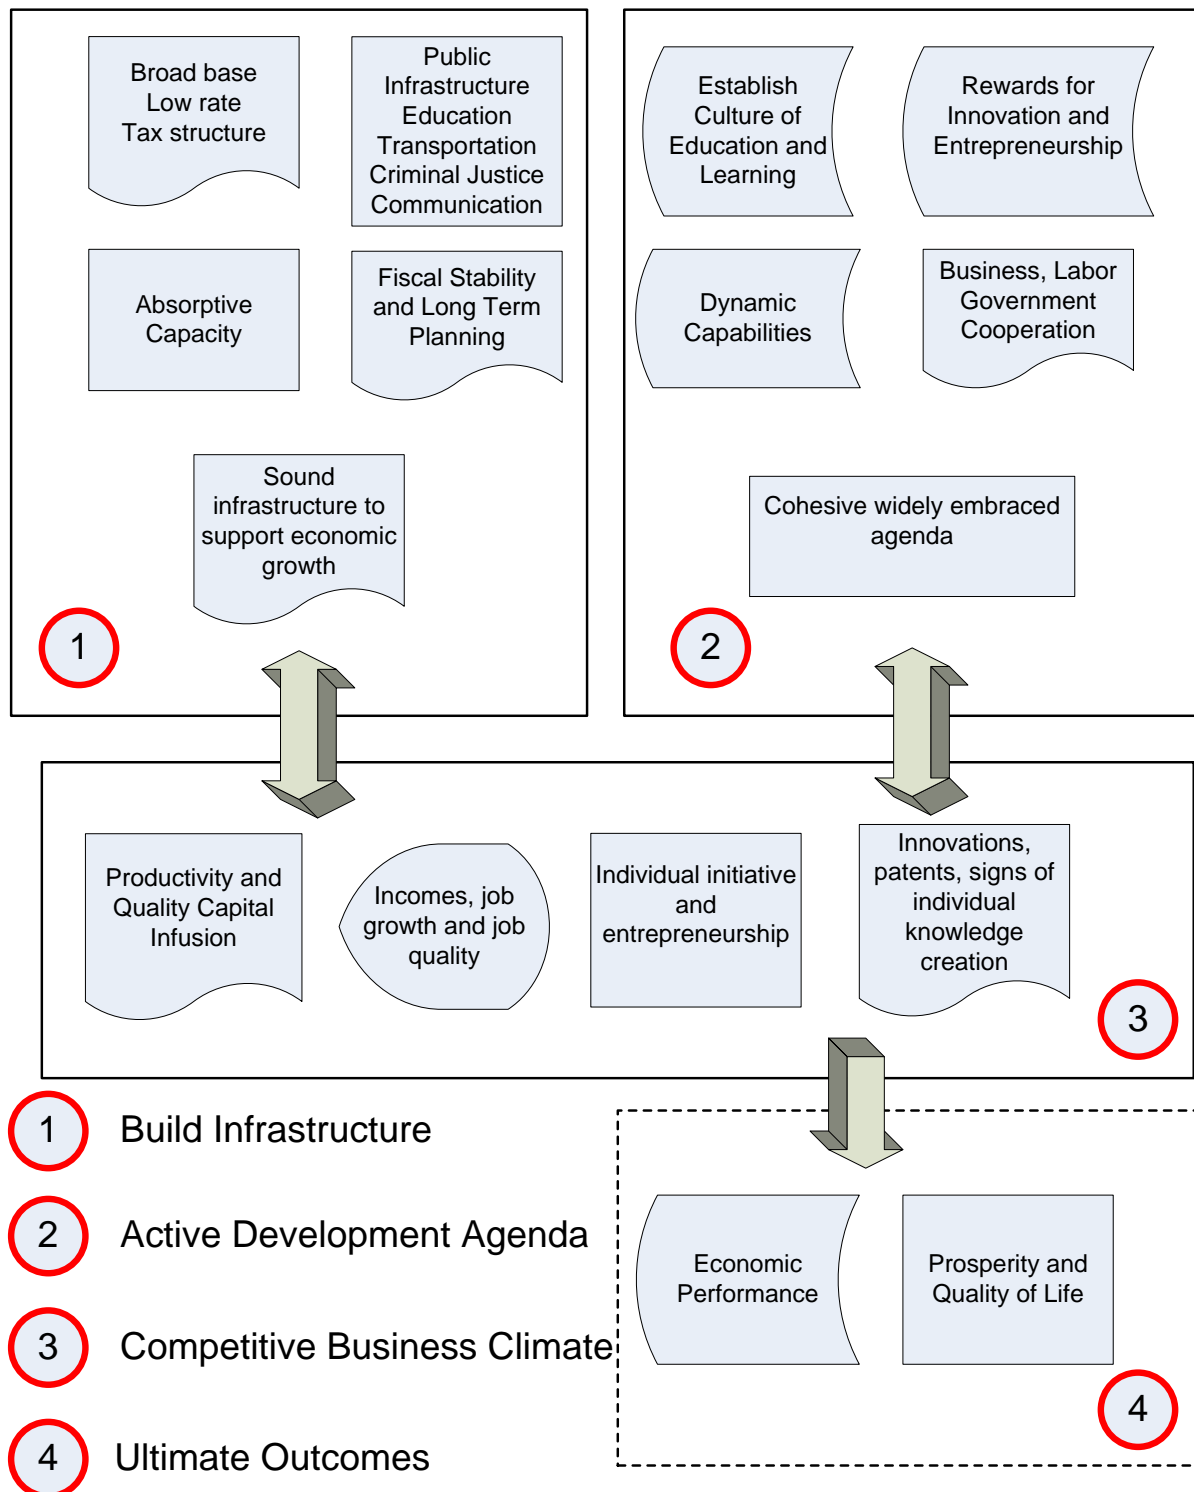 Broad base
Low rate
Tax structure
Public
Infrastructure
Education
Transportation
Criminal Justice
Communication
Absorptive
Capacity
Fiscal Stability
and Long Term
Planning
Sound
infrastructure to
support economic
growth
1
Establish
Culture of
Education and
Learning
Rewards for
Innovation and
Entrepreneurship
Dynamic
Capabilities
Business, Labor
Government
Cooperation
Cohesive widely embraced
agenda
2
Productivity and
Quality Capital
Infusion
Incomes, job
growth and job
quality
Individual initiative
and
entrepreneurship
Innovations,
patents, signs of
individual
knowledge
creation
3
1 Build Infrastructure
2 Active Development Agenda
3 Competitive Business Climate
4 Ultimate Outcomes
Economic
Performance
Prosperity and
Quality of Life
4